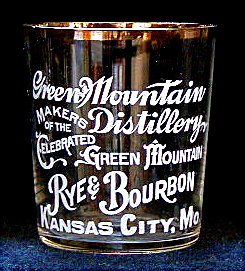 Green Mountain
Distillery
MAKERS
OF THE
CELEBRATED
GREEN MOUNTAIN
RYE & BOURBON
KANSAS CITY, MO